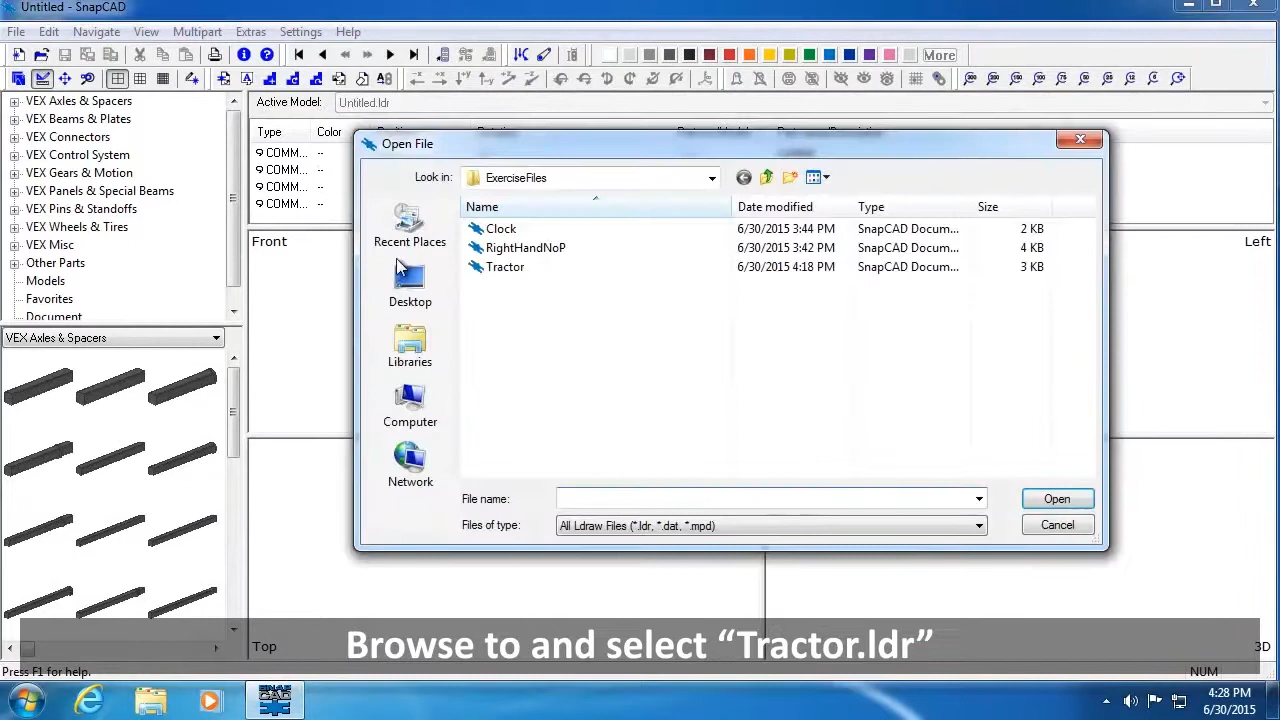 Untitled - SnapCAD
File Edit Navigate View Multipart Extras Settings Help
More
VEX Axles & Spacers
VEX Beams & Plates
VEX Connectors
VEX Control System
VEX Gears & Motion
VEX Panels & Special Beams
VEX Pins & Standoffs
VEX Wheels & Tires
VEX Misc
Other Parts
Models
Favorites
Document
VEX Axles & Spacers
Active Model: Untitled.ldr
Type Color
COMM... --
COMM... --
COMM... --
COMM... --
Front
Left
Open File
Look in: ExerciseFiles
Name Date modified Type Size
Clock 6/30/2015 3:44 PM SnapCAD Docum... 2 KB
RightHandNoP 6/30/2015 3:42 PM SnapCAD Docum... 4 KB
Tractor 6/30/2015 4:18 PM SnapCAD Docum... 3 KB
Recent Places
Desktop
Libraries
Computer
Network
File name: Open
Files of type: All Ldraw Files (*.ldr, *.dat, *.mpd) Cancel
Top
3D
Browse to and select “Tractor.ldr”
Press F1 for help.
NUM
4:28 PM
6/30/2015